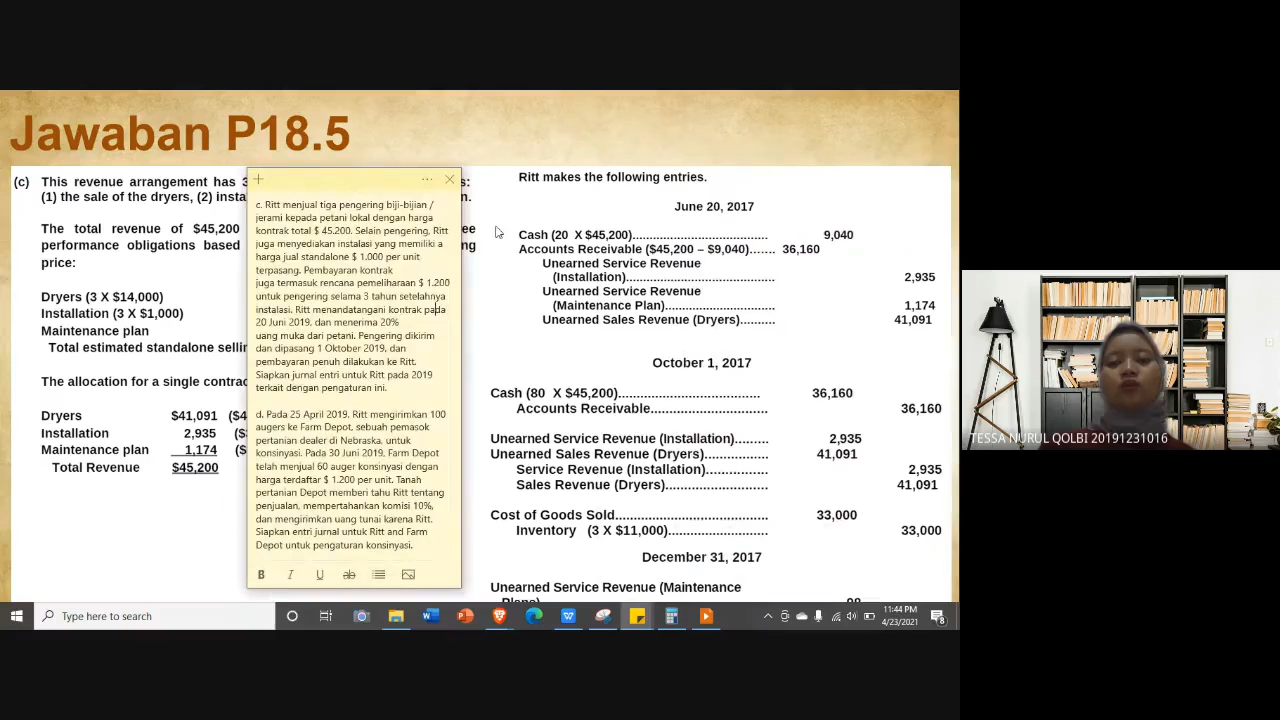 Jawaban P18.5
(c) This revenue arrangement has 3
s:
(1) the sale of the dryers, (2) insta
n.
The total revenue of $45,200
ee
performance obligations based
ng
price:
Dryers (3 X $14,000)
Installation (3 X $1,000)
Maintenance plan
Total estimated standalone sellin
The allocation for a single contrac
Dryers $41,091 ($4
Installation 2,935 ($
Maintenance plan 1,174 ($
Total Revenue $45,200
c. Ritt menjual tiga pengering biji-bijian /
jerami kepada petani lokal dengan harga
kontrak total $ 45.200. Selain pengering, Ritt
juga menyediakan instalasi yang memiliki a
harga jual standalone $ 1.000 per unit
terpasang. Pembayaran kontrak
juga termasuk rencana pemeliharaan $ 1.200
untuk pengering selama 3 tahun setelahnya
instalasi. Ritt menandatangani kontrak pada
20 Juni 2019, dan menerima 20%
uang muka dari petani. Pengering dikirim
dan dipasang 1 Oktober 2019, dan
pembayaran penuh dilakukan ke Ritt.
Siapkan jurnal entri untuk Ritt pada 2019
terkait dengan pengaturan ini.
d. Pada 25 April 2019, Ritt mengirimkan 100
augers ke Farm Depot, sebuah pemasok
pertanian dealer di Nebraska, untuk
konsinyasi. Pada 30 Juni 2019, Farm Depot
telah menjual 60 auger konsinyasi dengan
harga terdaftar $ 1.200 per unit. Tanah
pertanian Depot memberi tahu Ritt tentang
penjualan, mempertahankan komisi 10%,
dan mengirimkan uang tunai karena Ritt.
Siapkan entri jurnal untuk Ritt and Farm
Depot untuk pengaturan konsinyasi.
B I U ab
Ritt makes the following entries.
June 20, 2017
Cash (20 X $45,200)................................... 9,040
Accounts Receivable ($45,200 – $9,040)....... 36,160
Unearned Service Revenue
(Installation)........................................ 2,935
Unearned Service Revenue
(Maintenance Plan)............................... 1,174
Unearned Sales Revenue (Dryers).......... 41,091
October 1, 2017
Cash (80 X $45,200)................................... 36,160
Accounts Receivable............................... 36,160
Unearned Service Revenue (Installation)......... 2,935
Unearned Sales Revenue (Dryers).................. 41,091
Service Revenue (Installation)................ 2,935
Sales Revenue (Dryers)........................... 41,091
Cost of Goods Sold....................................... 33,000
Inventory (3 X $11,000)........................... 33,000
December 31, 2017
Unearned Service Revenue (Maintenance
Plans) 98
TESSA NURUL QOLBI 20191231016
Type here to search
11:44 PM
4/23/2021
8